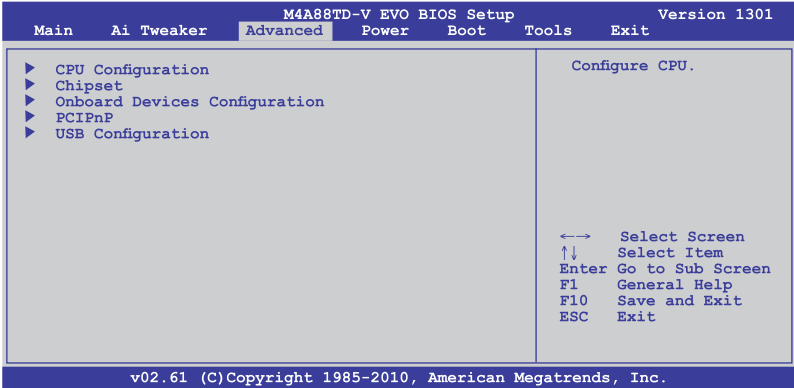 M4A88TD-V EVO BIOS Setup Version 1301
Main Ai Tweaker Advanced Power Boot Tools Exit
CPU Configuration
Chipset
Onboard Devices Configuration
PCIPnP
USB Configuration
Configure CPU.
←→ Select Screen
↑↓ Select Item
Enter Go to Sub Screen
F1 General Help
F10 Save and Exit
ESC Exit
v02.61 (C)Copyright 1985-2010, American Megatrends, Inc.